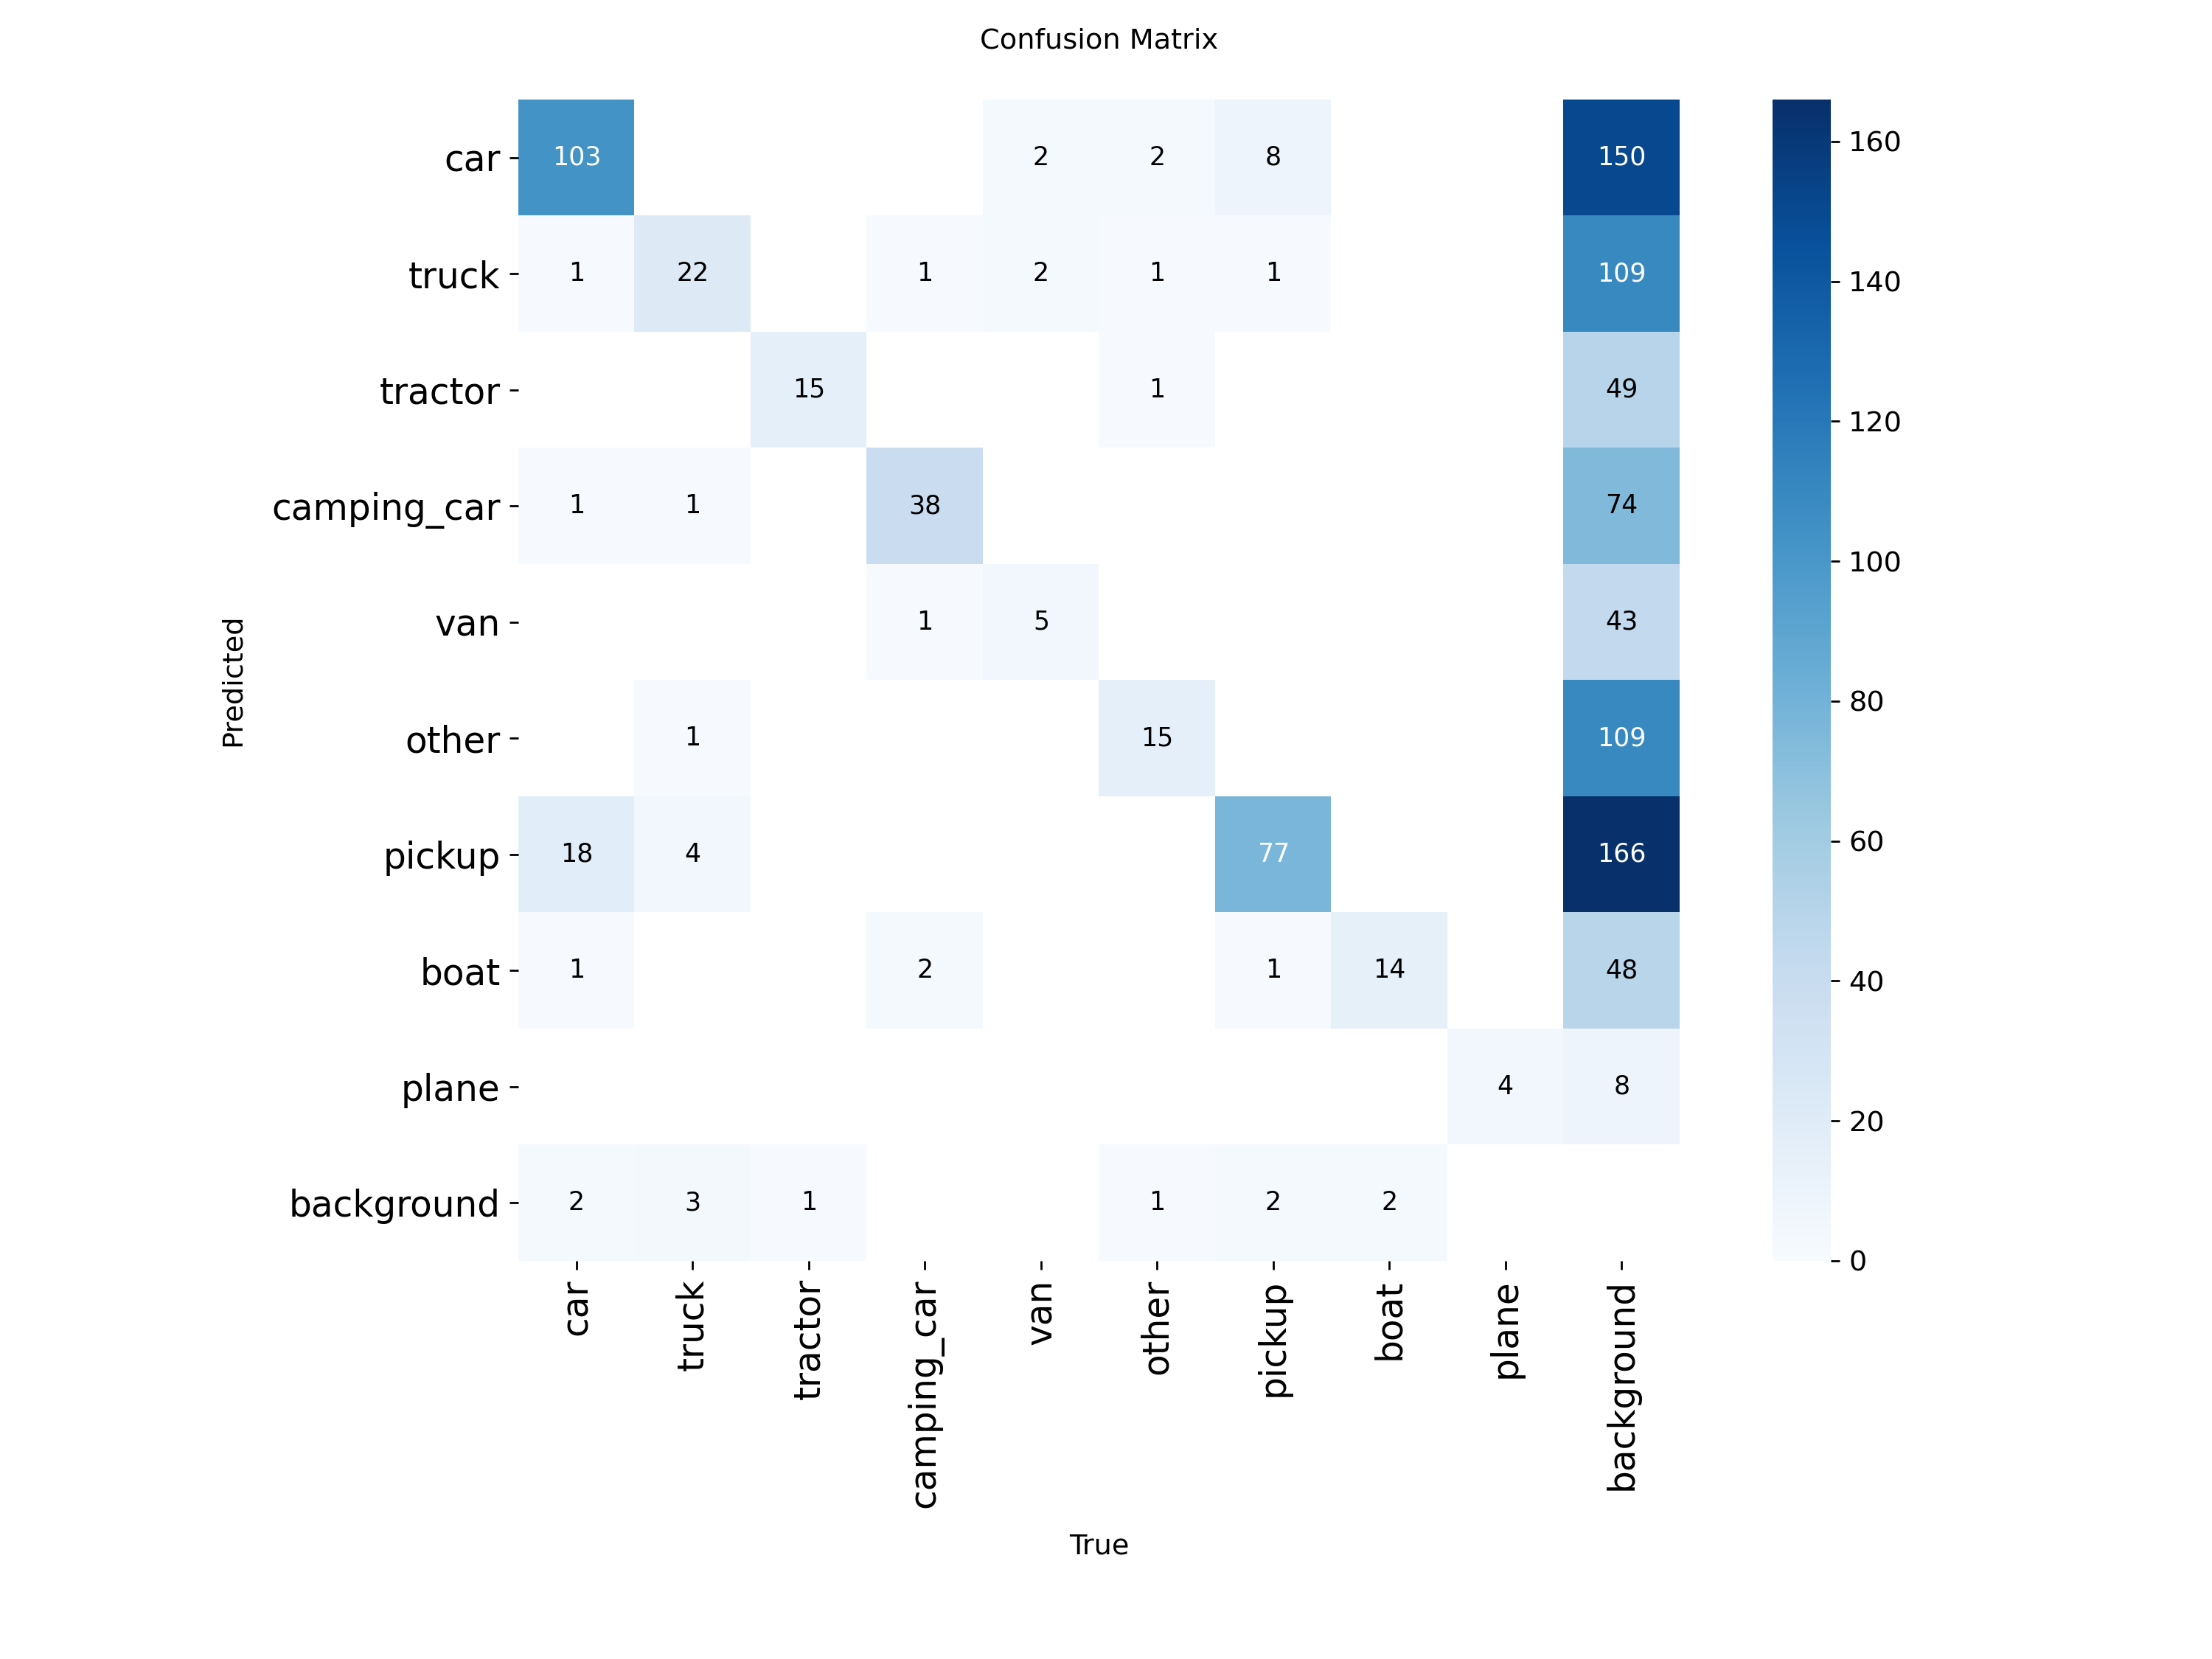 Confusion Matrix
car 103 2 2 8 150
truck 1 22 1 2 1 1 109
tractor 15 1 49
camping_car 1 1 38 74
van 1 5 43
other 1 15 109
pickup 18 4 77 166
boat 1 2 1 14 48
plane 4 8
background 2 3 1 1 2 2
Predicted
car truck tractor camping_car van other pickup boat plane background
True
160
140
120
100
80
60
40
20
0